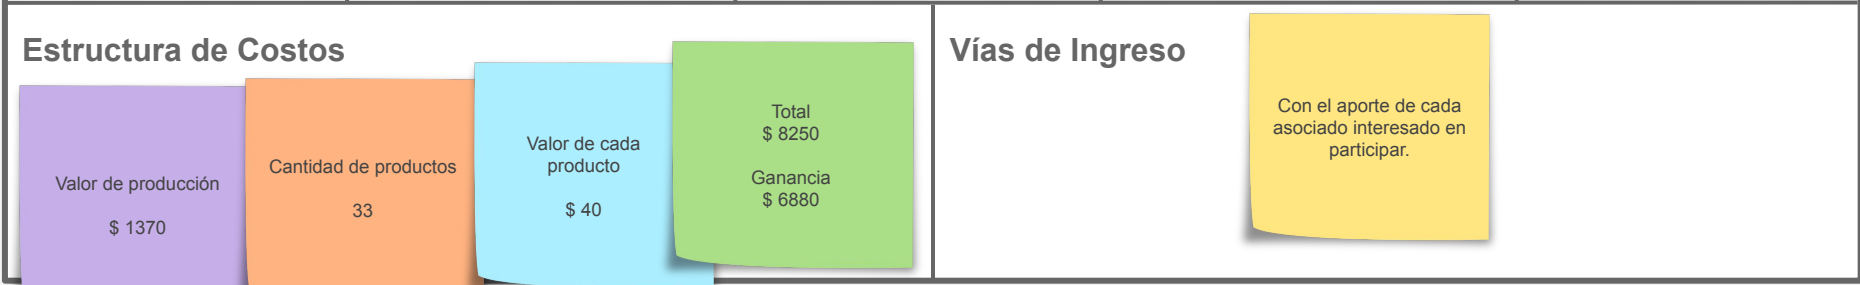 Estructura de Costos
Valor de producción
$ 1370
Cantidad de productos
33
Valor de cada
producto
$ 40
Total
$ 8250
Ganancia
$ 6880
Vías de Ingreso
Con el aporte de cada
asociado interesado en
participar.